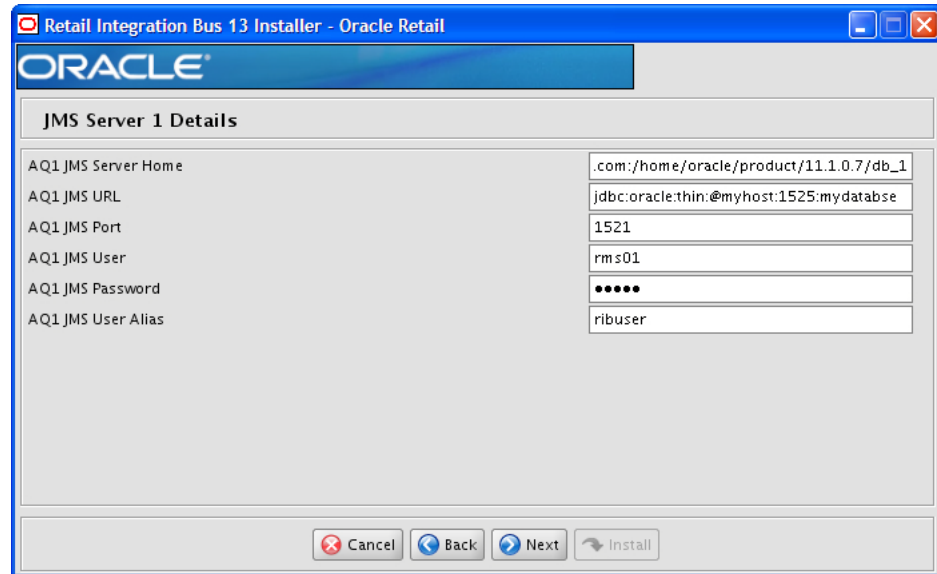 Retail Integration Bus 13 Installer - Oracle Retail
ORACLE®
JMS Server 1 Details
AQ1 JMS Server Home .com:/home/oracle/product/11.1.0.7/db_1
AQ1 JMS URL jdbc:oracle:thin:@myhost:1525:mydatabse
AQ1 JMS Port 1521
AQ1 JMS User rms01
AQ1 JMS Password •••••
AQ1 JMS User Alias ribuser
Cancel Back Next Install